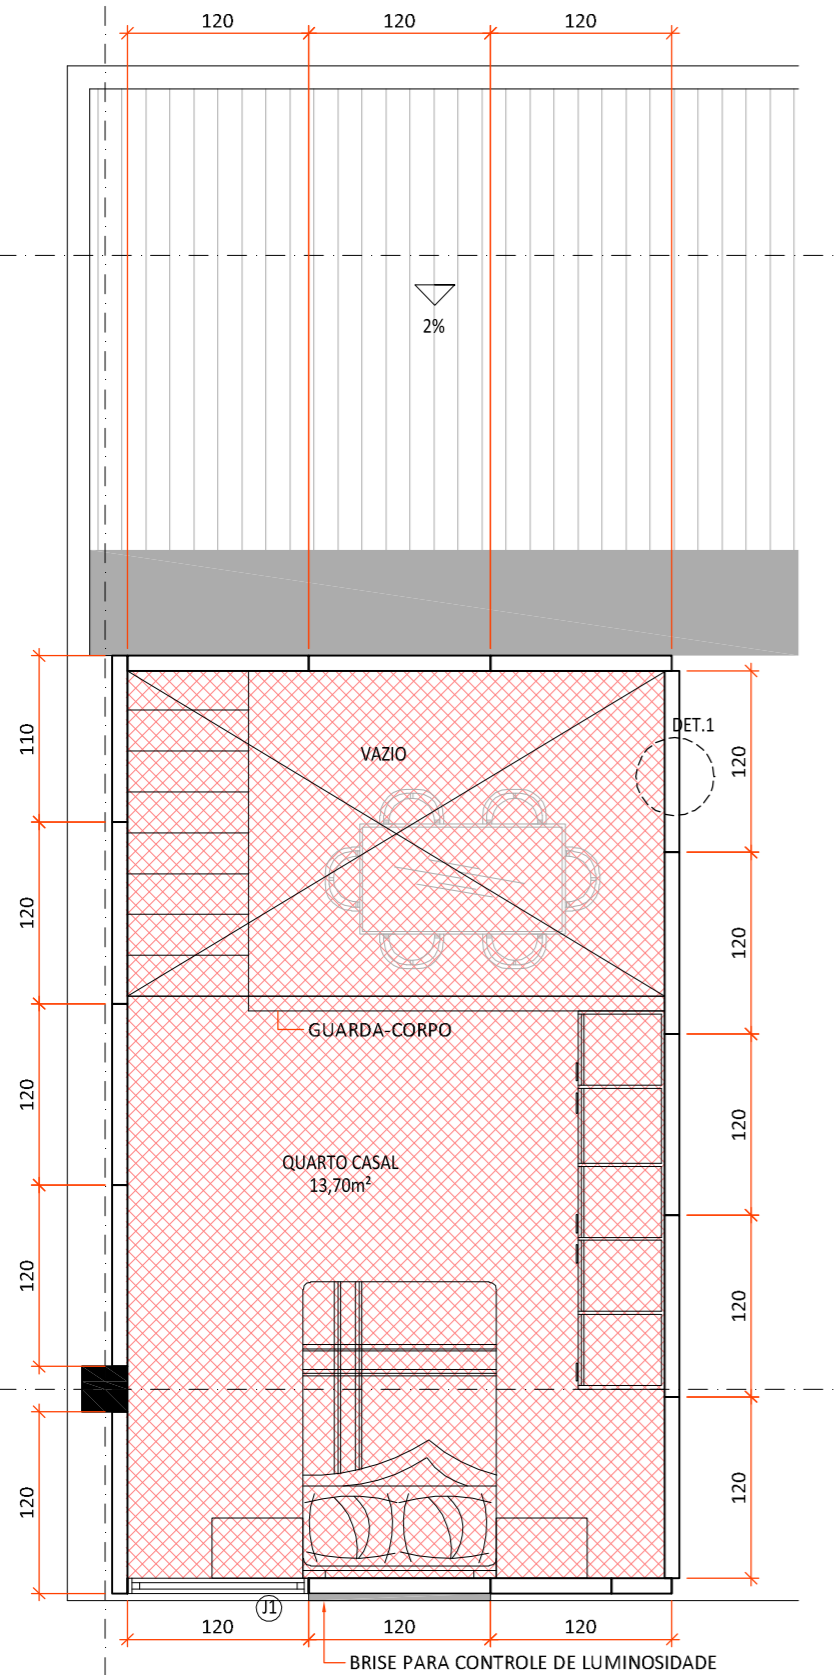 120 120 120
2%
DET.1
VAZIO
110
120
120
120
GUARDA-CORPO
120
120
QUARTO CASAL
13,70m²
120
120
120
120
J1
120 120 120
BRISE PARA CONTROLE DE LUMINOSIDADE